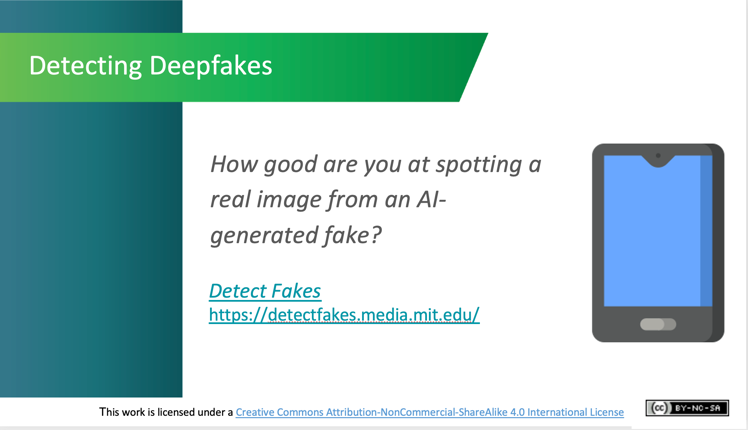 Detecting Deepfakes
How good are you at spotting a
real image from an AI-
generated fake?
Detect Fakes
https://detectfakes.media.mit.edu/
This work is licensed under a Creative Commons Attribution-NonCommercial-ShareAlike 4.0 International License
cc BY-NC-SA